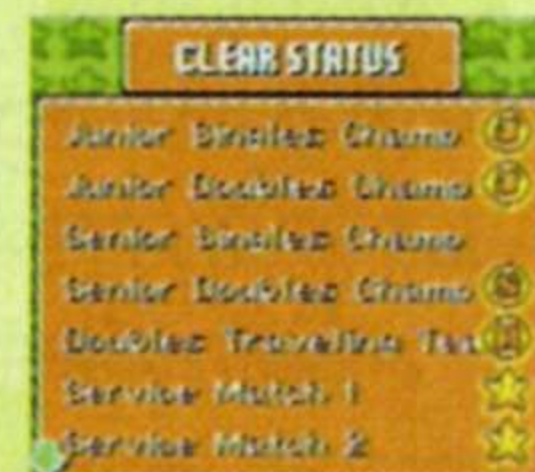 CLEAR STATUS
Junior Singles Champ
Junior Doubles Champ
Senior Singles Champ
Senior Doubles Champ
Doubles Traveling
Service Match 1
Service Match 2